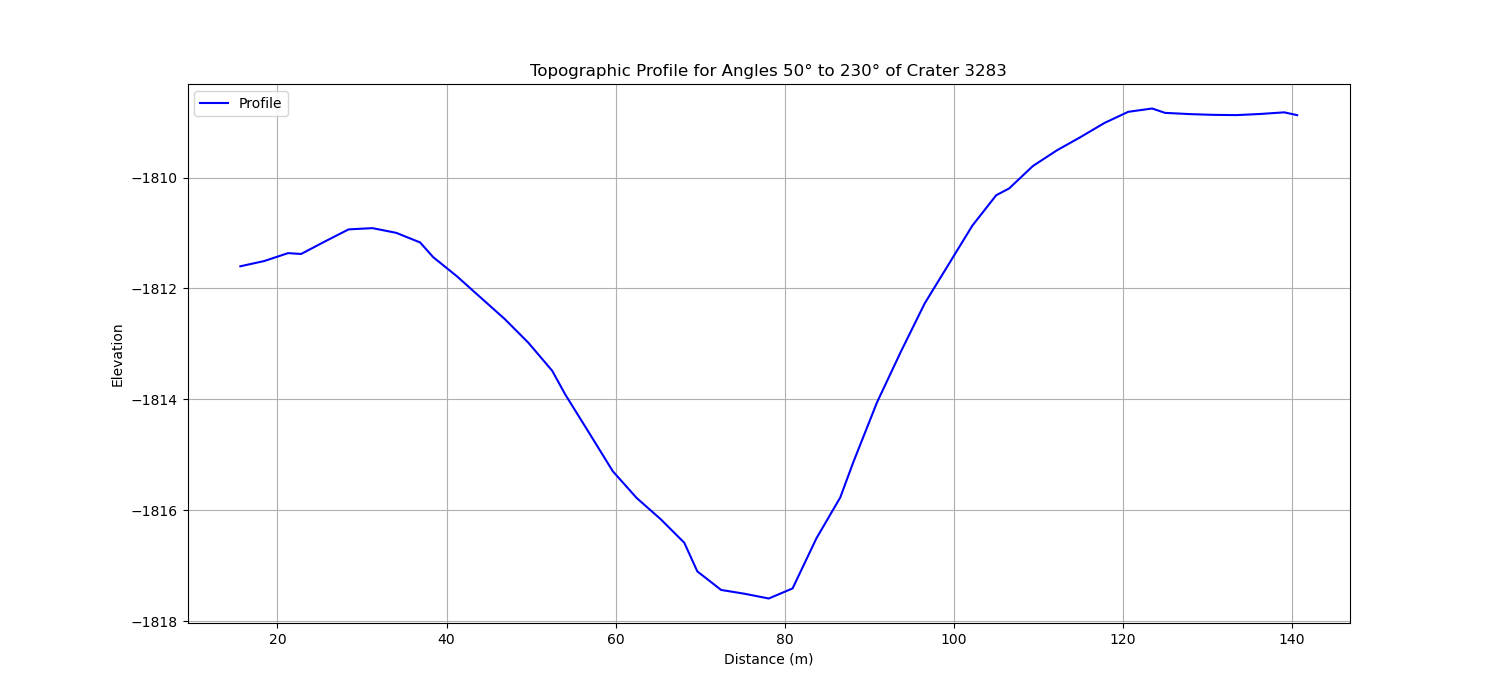 Topographic Profile for Angles 50° to 230° of Crater 3283
Profile
−1810
−1812
−1814
−1816
−1818
Elevation
20 40 60 80 100 120 140
Distance (m)